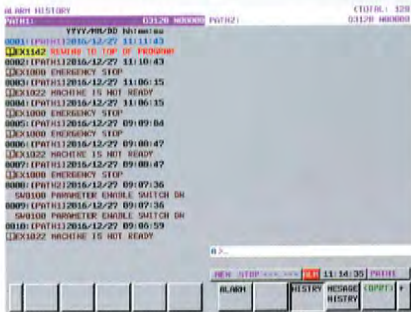 ALARM HISTORY (TOTAL: 128
PATH1: O3120 N00000 PATH2: O3120 N00000
YYYY/MM/DD hh:mm:ss
0001:[PATH1]2016/12/27 11:11:43
EX1142 REWIND TO TOP OF PROGRAM
0002:[PATH1]2016/12/27 11:10:43
EX1000 EMERGENCY STOP
0003:[PATH1]2016/12/27 11:06:15
EX1022 MACHINE IS NOT READY
0004:[PATH1]2016/12/27 11:06:15
EX1000 EMERGENCY STOP
0005:[PATH1]2016/12/27 09:09:04
EX1000 EMERGENCY STOP
0006:[PATH1]2016/12/27 09:08:47
EX1022 MACHINE IS NOT READY
0007:[PATH1]2016/12/27 09:08:47
EX1000 EMERGENCY STOP
0008:[PATH2]2016/12/27 09:07:36
SW0100 PARAMETER ENABLE SWITCH ON
0009:[PATH1]2016/12/27 09:07:36
SW0100 PARAMETER ENABLE SWITCH ON
0010:[PATH1]2016/12/27 09:06:59
EX1022 MACHINE IS NOT READY
A>_
MEM STOP *** *** ALM 11:14:35 PATH1
ALARM HISTRY MESAGE HISTRY (OPRT) +